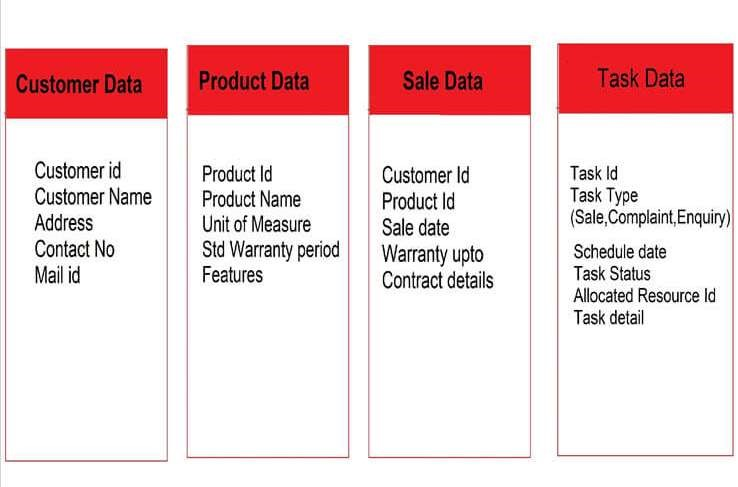 Customer Data
Customer id
Customer Name
Address
Contact No
Mail id
Product Data
Product Id
Product Name
Unit of Measure
Std Warranty period
Features
Sale Data
Customer Id
Product Id
Sale date
Warranty upto
Contract details
Task Data
Task Id
Task Type
(Sale,Complaint,Enquiry)
Schedule date
Task Status
Allocated Resource Id
Task detail